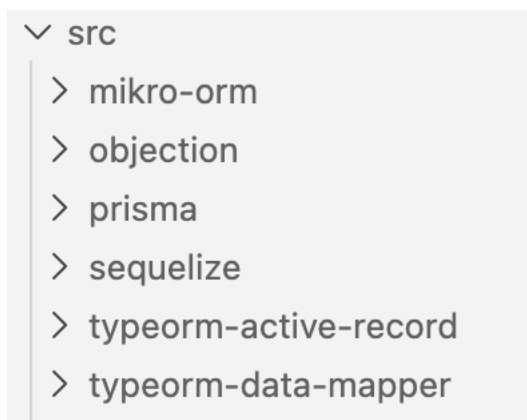 src
mikro-orm
objection
prisma
sequelize
typeorm-active-record
typeorm-data-mapper